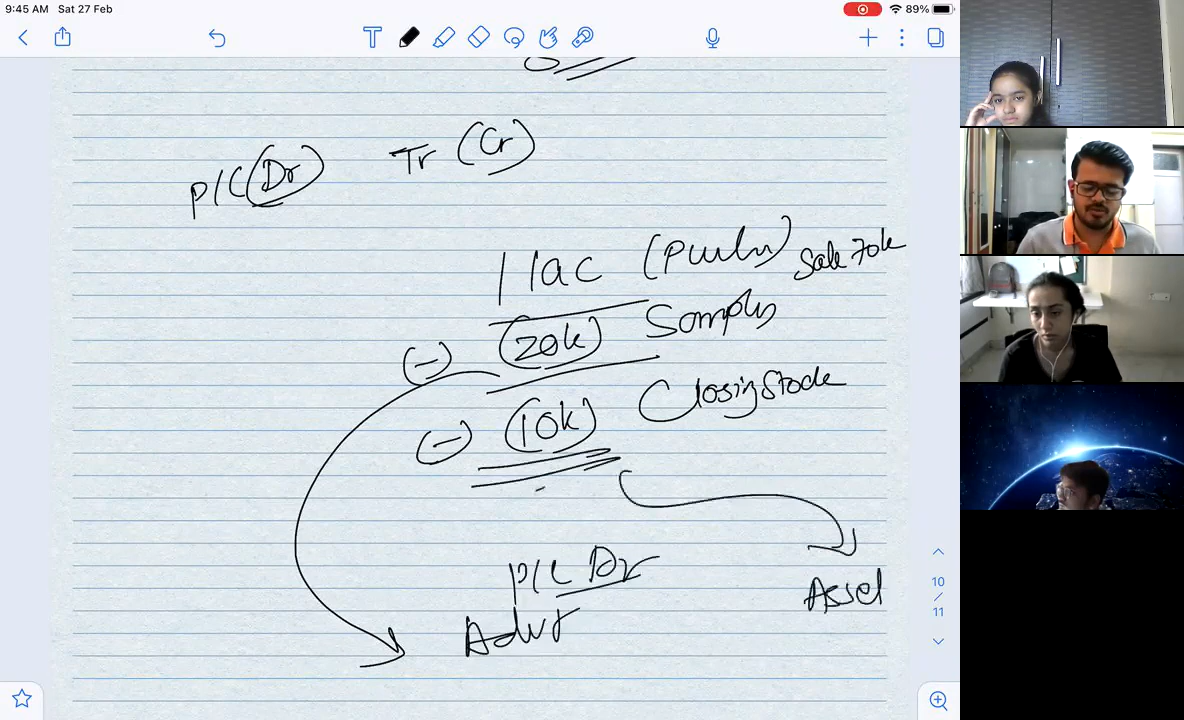 9:45 AM Sat 27 Feb 89%
P/L (Dr) Tr (Cr)
1 lac (Purch) Sale 70k
(-) (20k) Samples
(-) (10k) Closing Stock
P/L Dr
Asset
Advt
10
/
11